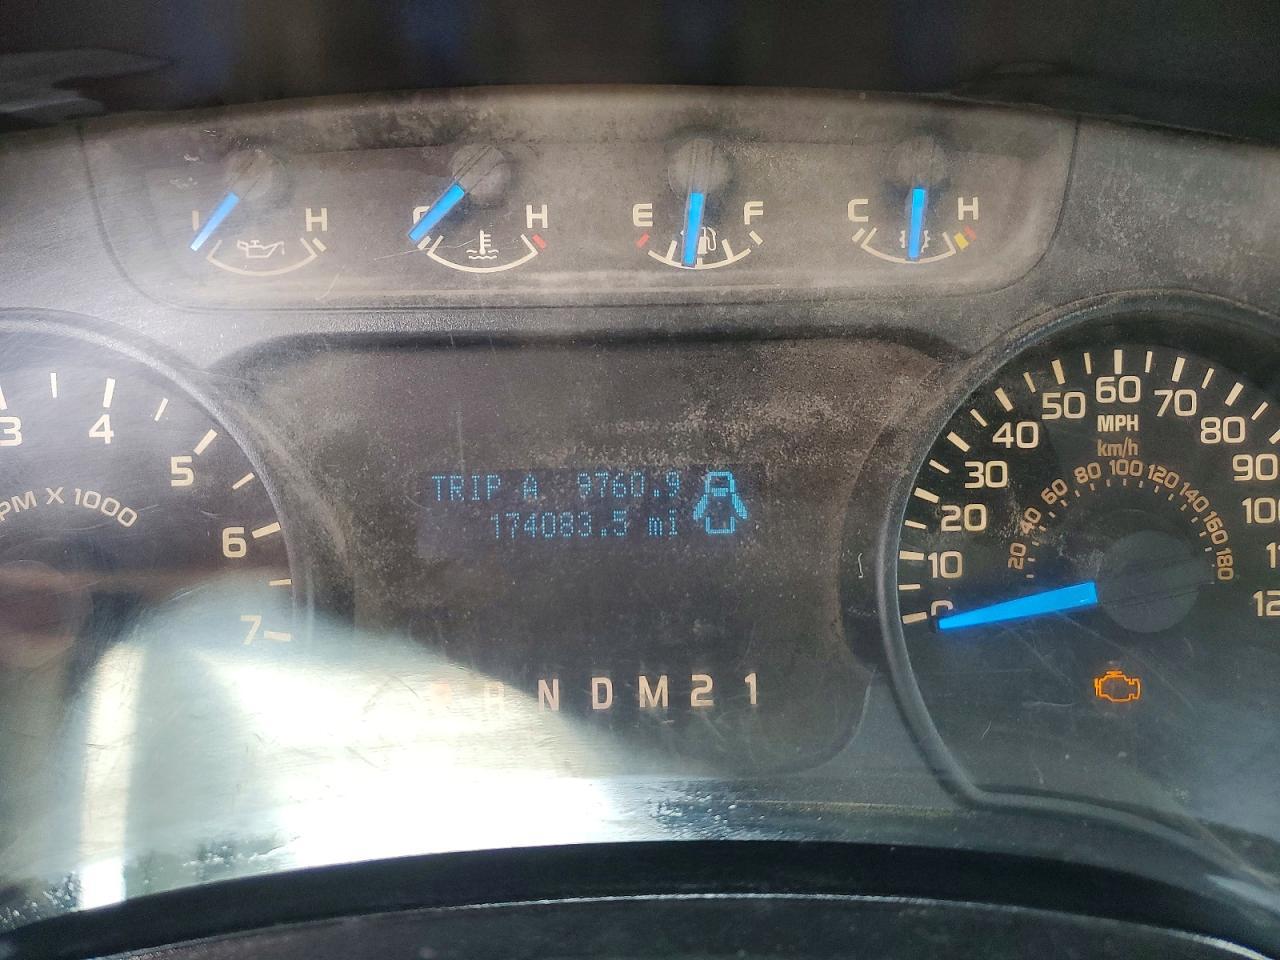 H
H
E F
C H
3 4 5 6 7
RPM X 1000
TRIP A 9760.9
174083.5 mi
R N D M 2 1
0 10 20 30 40 50 60 70 80 90
MPH
km/h
20 40 60 80 100 120 140 160 180